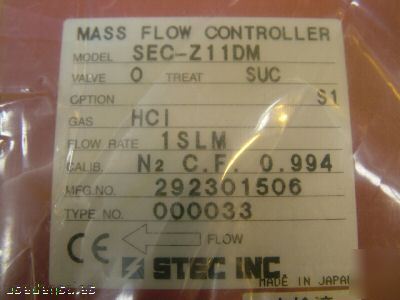 MASS FLOW CONTROLLER
MODEL SEC-Z11DM
VALVE O TREAT SUC
OPTION S1
GAS HCl
FLOW RATE 1SLM
CALIB. N2 C.F. 0.994
MFG.NO. 292301506
TYPE NO. 000033
CE FLOW
STEC INC.
MADE IN JAPAN